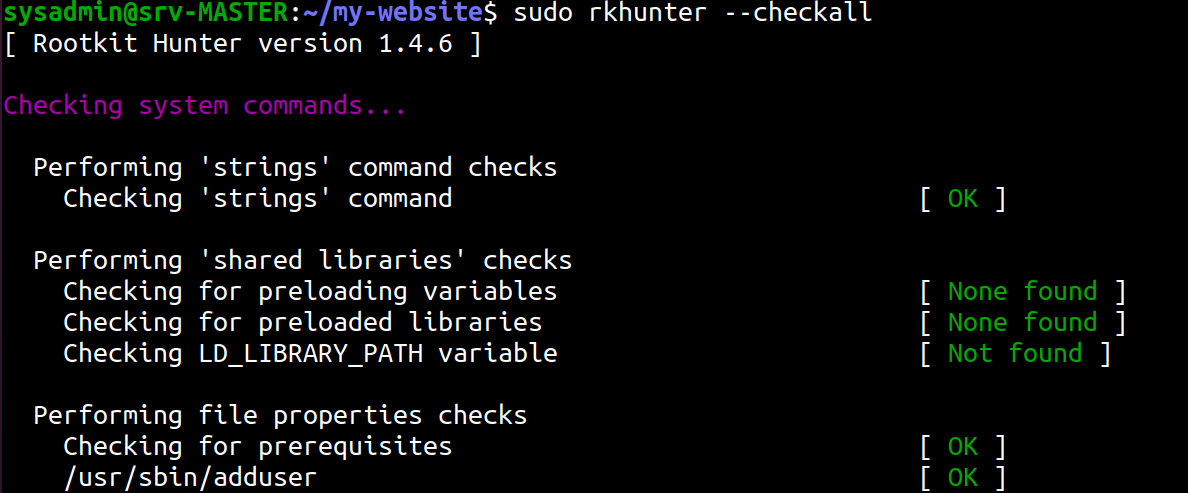 sysadmin@srv-MASTER:~/my-website$ sudo rkhunter --checkall
[ Rootkit Hunter version 1.4.6 ]
Checking system commands...
Performing 'strings' command checks
Checking 'strings' command [ OK ]
Performing 'shared libraries' checks
Checking for preloading variables [ None found ]
Checking for preloaded libraries [ None found ]
Checking LD_LIBRARY_PATH variable [ Not found ]
Performing file properties checks
Checking for prerequisites [ OK ]
/usr/sbin/adduser [ OK ]